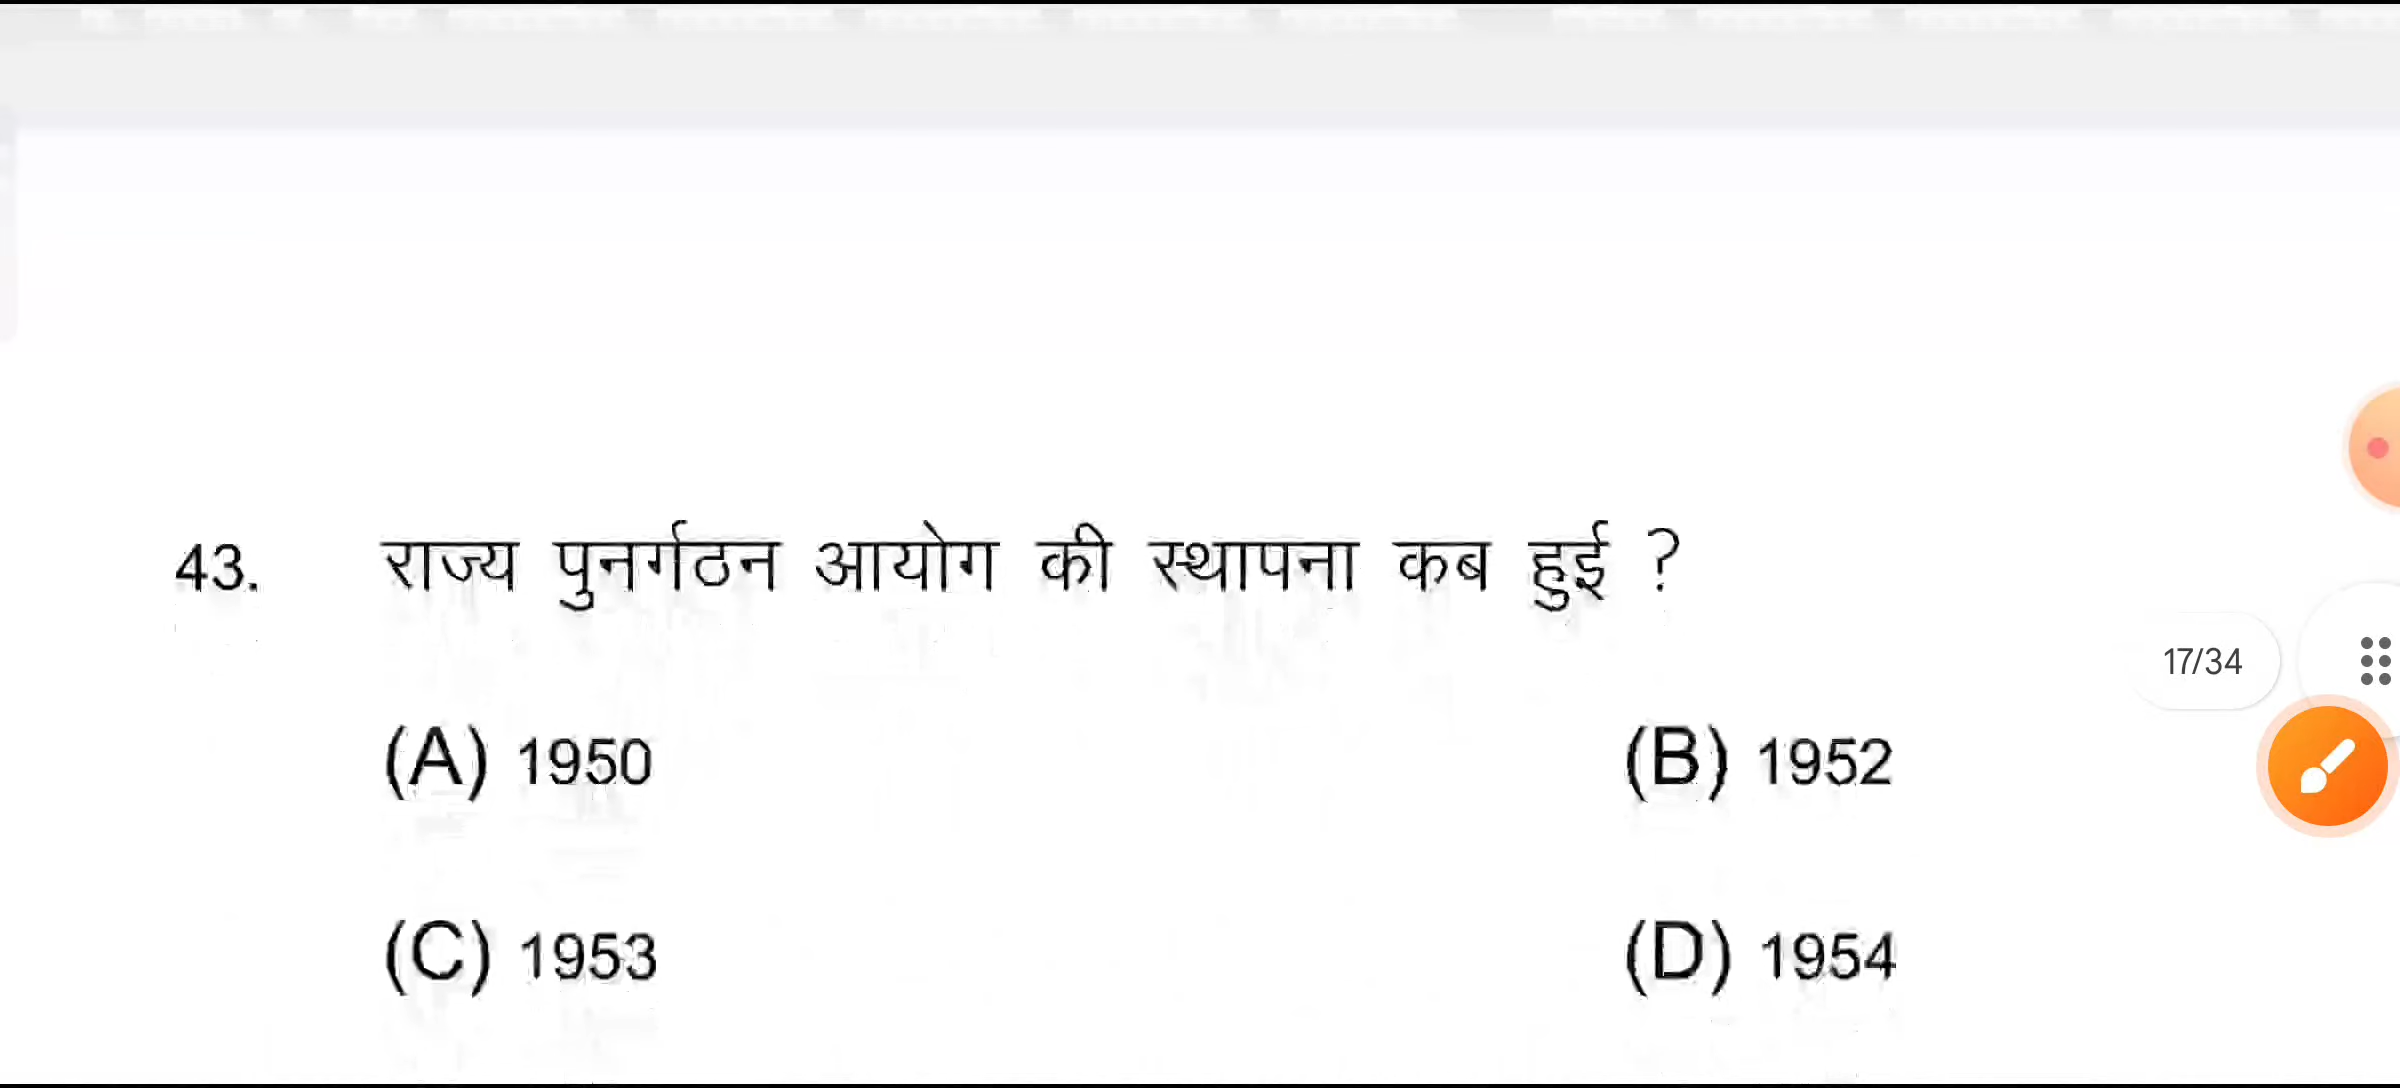 43. राज्य पुनर्गठन आयोग की स्थापना कब हुई ?
17/34
(A) 1950 (B) 1952
(C) 1953 (D) 1954